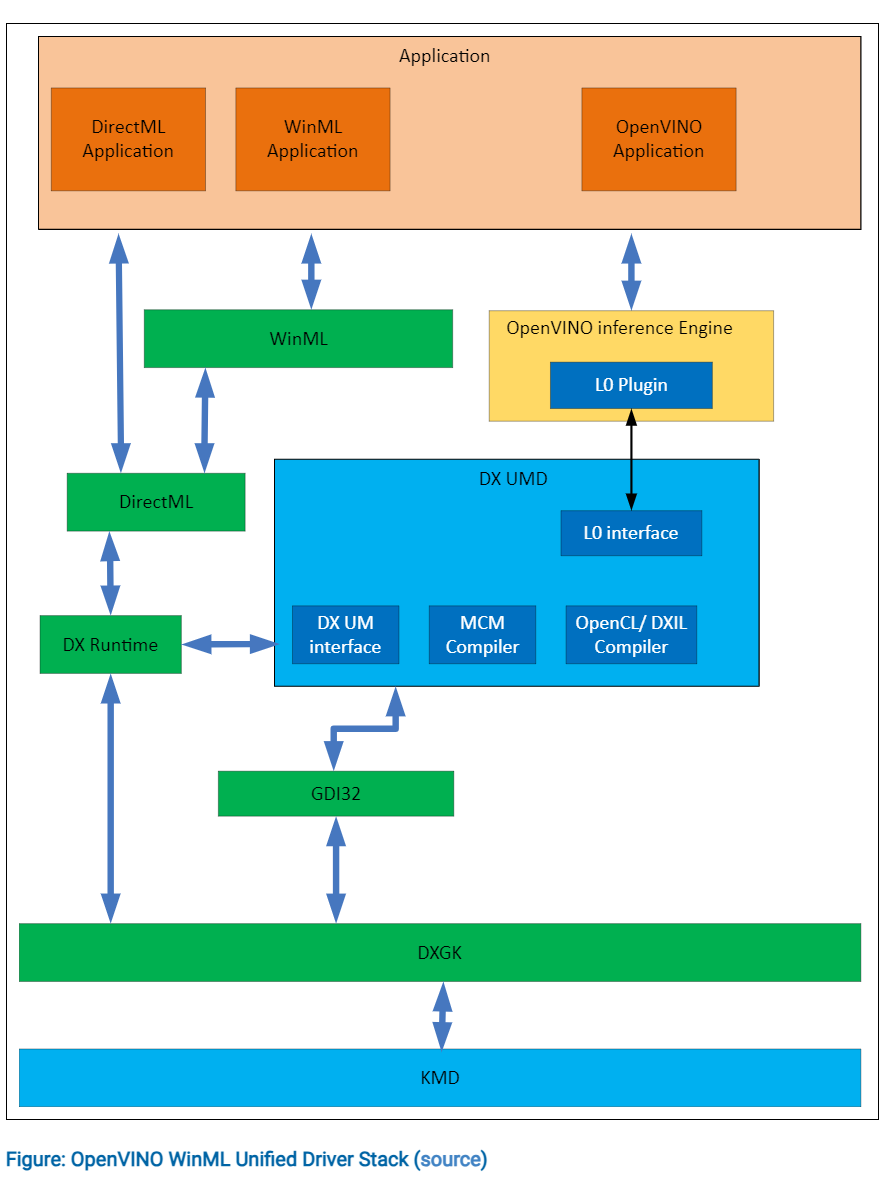 Application
DirectML
Application
WinML
Application
OpenVINO
Application
WinML
OpenVINO inference Engine
L0 Plugin
DirectML
DX UMD
L0 interface
DX Runtime
DX UM
interface
MCM
Compiler
OpenCL/ DXIL
Compiler
GDI32
DXGK
KMD
Figure: OpenVINO WinML Unified Driver Stack (source)